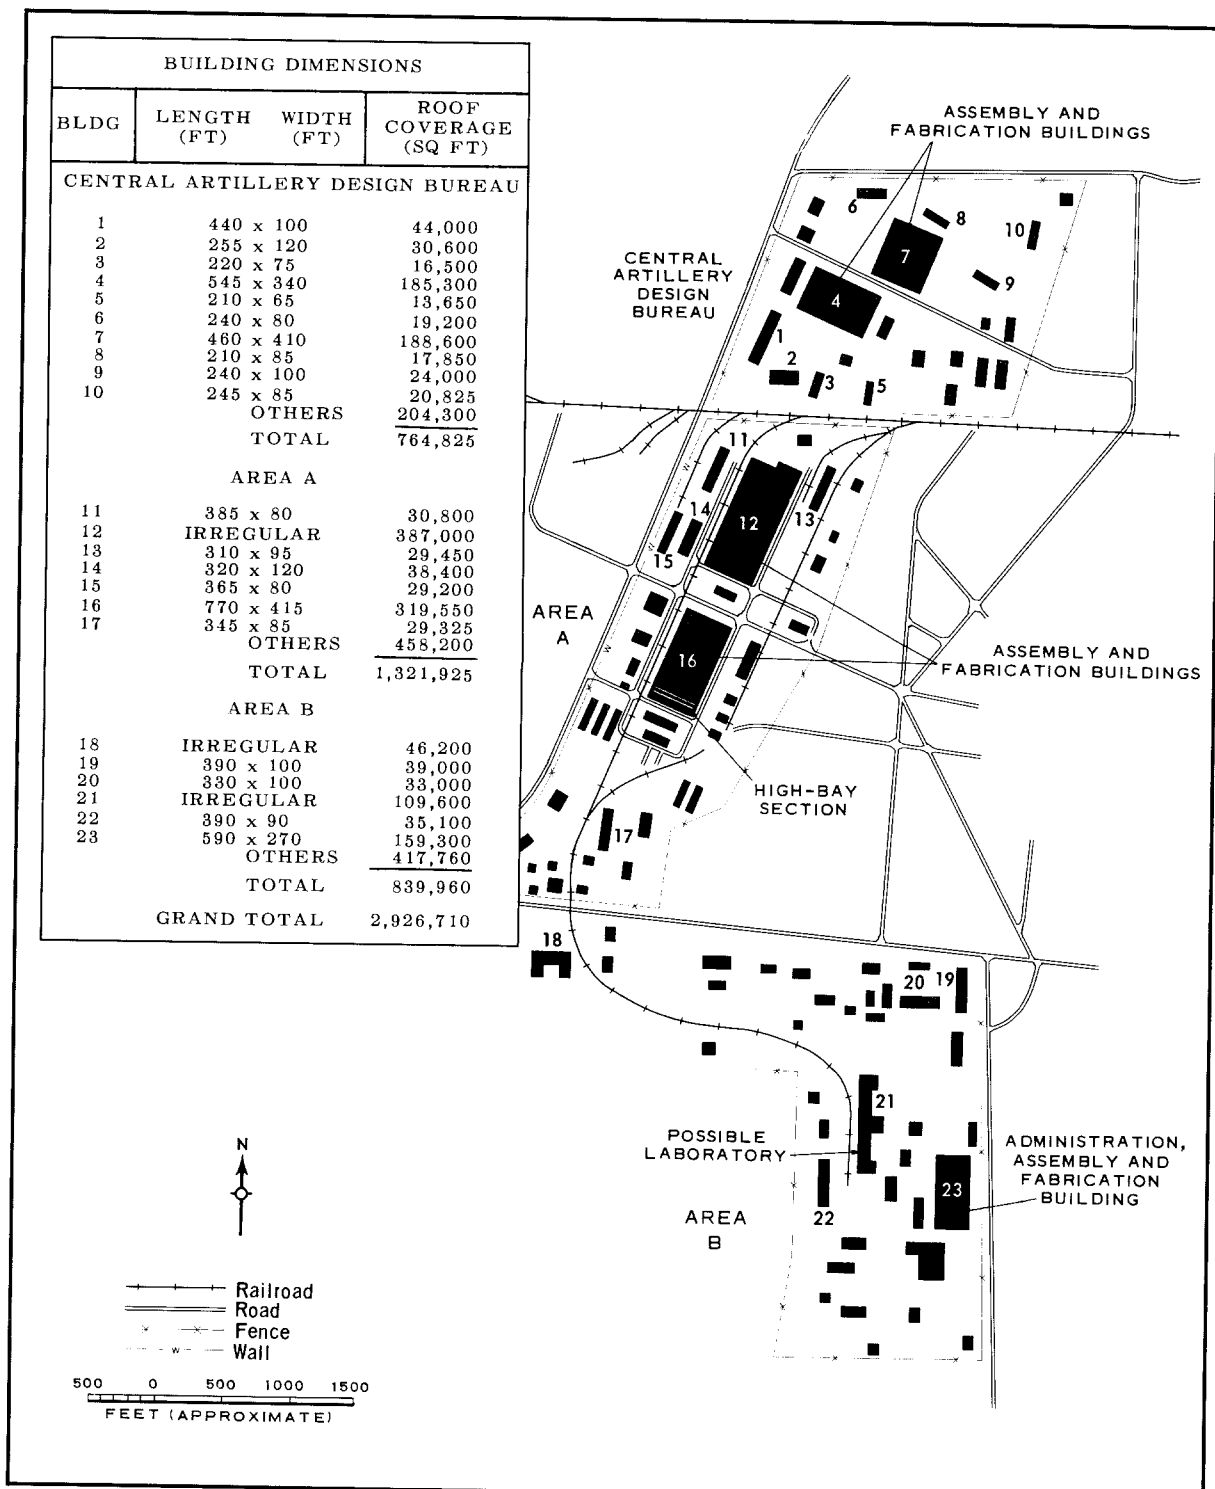 BUILDING DIMENSIONS
BLDG LENGTH (FT) WIDTH (FT) ROOF COVERAGE (SQ FT)
CENTRAL ARTILLERY DESIGN BUREAU
1 440 x 100 44,000
2 255 x 120 30,600
3 220 x 75 16,500
4 545 x 340 185,300
5 210 x 65 13,650
6 240 x 80 19,200
7 460 x 410 188,600
8 210 x 85 17,850
9 240 x 100 24,000
10 245 x 85 20,825
OTHERS 204,300
TOTAL 764,825
AREA A
11 385 x 80 30,800
12 IRREGULAR 387,000
13 310 x 95 29,450
14 320 x 120 38,400
15 365 x 80 29,200
16 770 x 415 319,550
17 345 x 85 29,325
OTHERS 458,200
TOTAL 1,321,925
AREA B
18 IRREGULAR 46,200
19 390 x 100 39,000
20 330 x 100 33,000
21 IRREGULAR 109,600
22 390 x 90 35,100
23 590 x 270 159,300
OTHERS 417,760
TOTAL 839,960
GRAND TOTAL 2,926,710
ASSEMBLY AND
FABRICATION BUILDINGS
6
8
10
7
9
CENTRAL
ARTILLERY
DESIGN
BUREAU
4
1
2
3
5
11
14
12
13
15
AREA
A
16
ASSEMBLY AND
FABRICATION BUILDINGS
HIGH-BAY
SECTION
17
18
20
19
21
POSSIBLE
LABORATORY
ADMINISTRATION,
ASSEMBLY AND
FABRICATION
BUILDING
23
22
AREA
B
N
Railroad
Road
x x Fence
w Wall
500 0 500 1000 1500
FEET (APPROXIMATE)